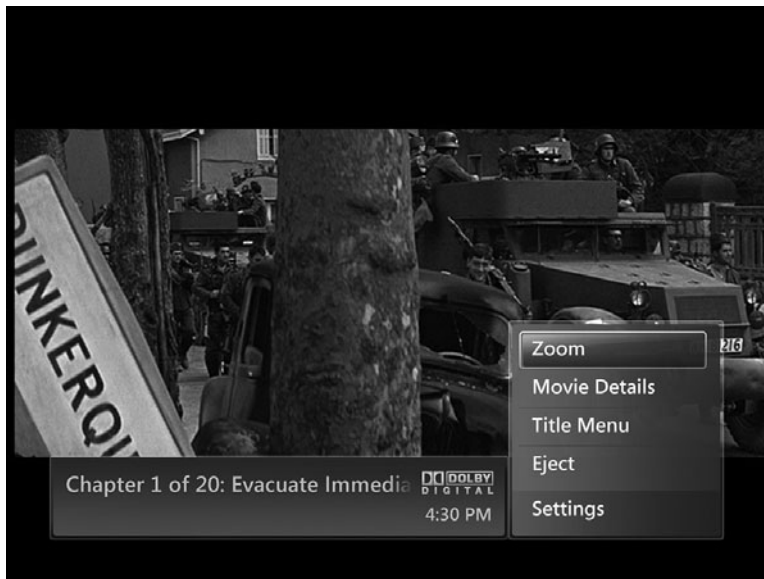 DUNKERQU
216
Zoom
Movie Details
Title Menu
Eject
Settings
Chapter 1 of 20: Evacuate Immedia
DOLBY
DIGITAL
4:30 PM